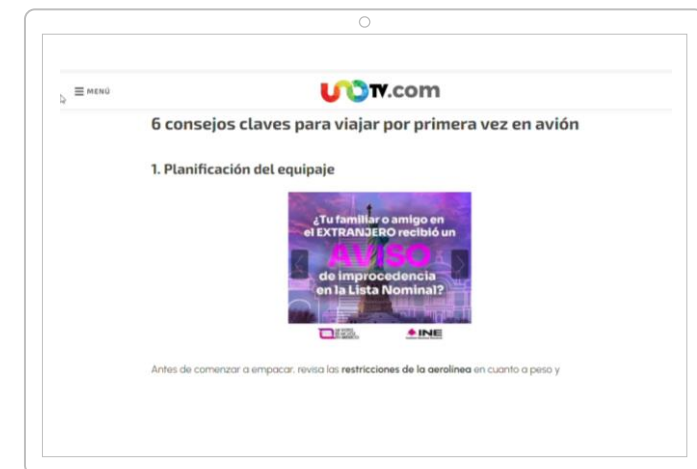 MENÚ
UNOTV.com
6 consejos claves para viajar por primera vez en avión
1. Planificación del equipaje
¿Tu familiar o amigo en
el EXTRANJERO recibió un
AVISO
de improcedencia
en la Lista Nominal?
INE
Antes de comenzar a empacar, revisa las restricciones de la aerolínea en cuanto a peso y